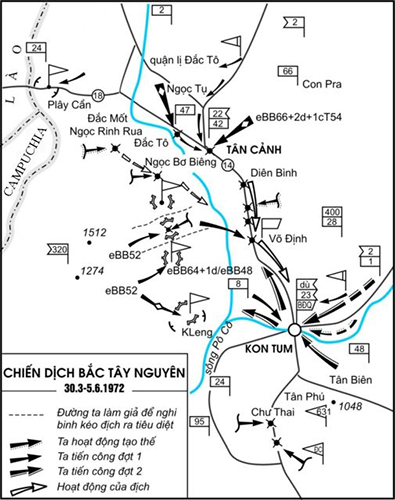 2
24
quận lị Đắc Tô
2
LÀO
66
Con Pra
18
Plây Cần
Ngọc Tụ
47
22
42
eBB66+2d+1cT54
Đắc Mót
Ngọc Rinh Rua
Đắc Tô
TÂN CẢNH
CAMPUCHIA
Ngọc Bơ Biêng
14
Diên Bình
1512
400
28
320
eBB52
Võ Định
2
1
1274
eBB64+1d/eBB48
8
dù
23
BĐQ
eBB52
KLeng
sông Pô Cô
KON TUM
48
24
Tân Biên
CHIẾN DỊCH BẮC TÂY NGUYÊN
30.3-5.6.1972
Tân Phú
1048
95
Chư Thai
631
Đường ta làm giả để nghi
binh kéo địch ra tiêu diệt
Ta hoạt động tạo thế
Ta tiến công đợt 1
Ta tiến công đợt 2
Hoạt động của địch